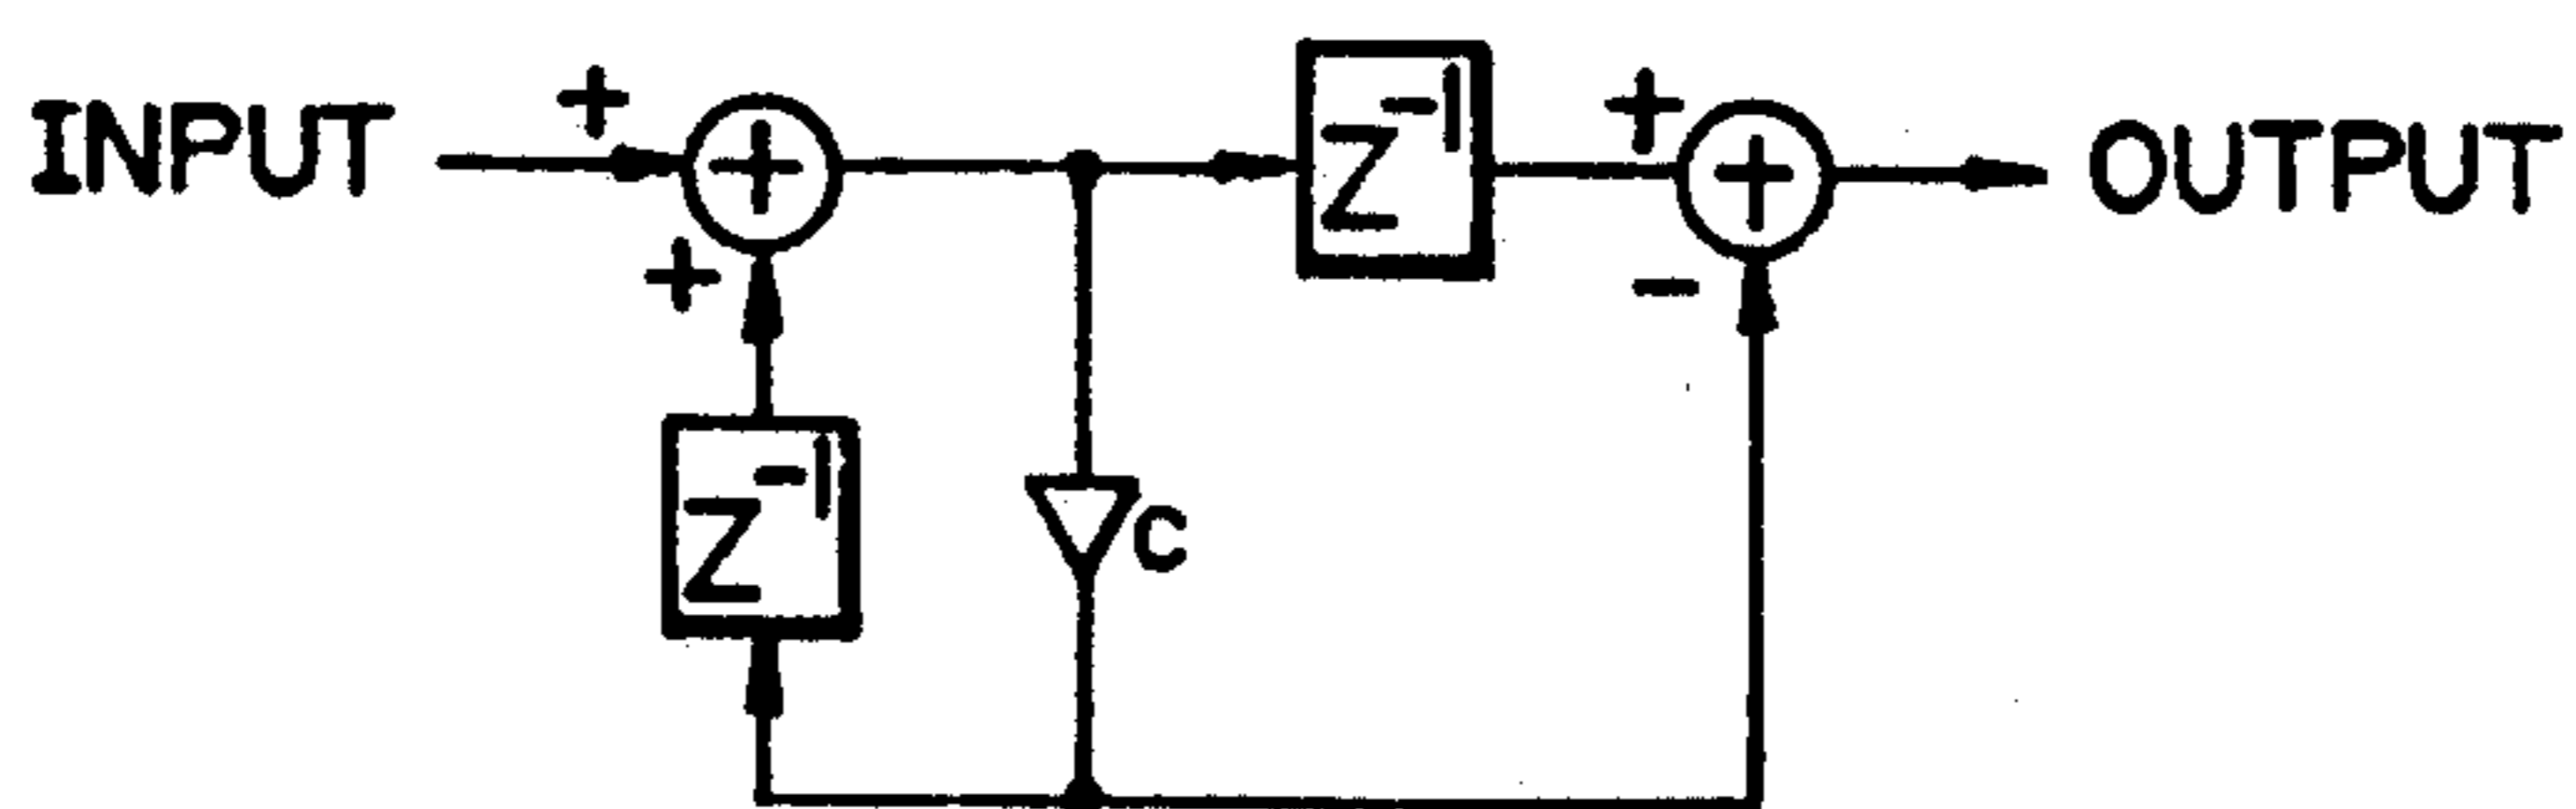 INPUT
+
+
+
Z⁻¹
+
+
-
OUTPUT
Z⁻¹
C